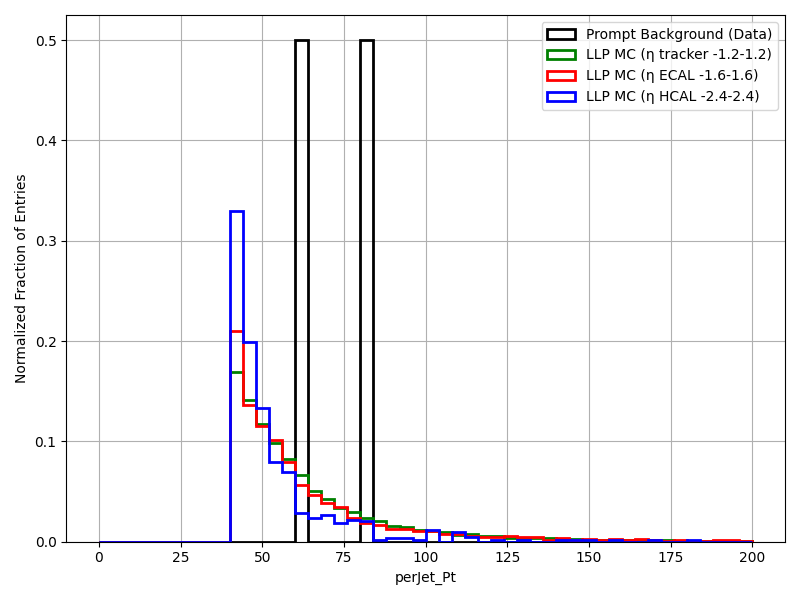 Prompt Background (Data)
LLP MC (η tracker -1.2-1.2)
LLP MC (η ECAL -1.6-1.6)
LLP MC (η HCAL -2.4-2.4)
Normalized Fraction of Entries
0.5
0.4
0.3
0.2
0.1
0.0
0 25 50 75 100 125 150 175 200
perJet_Pt